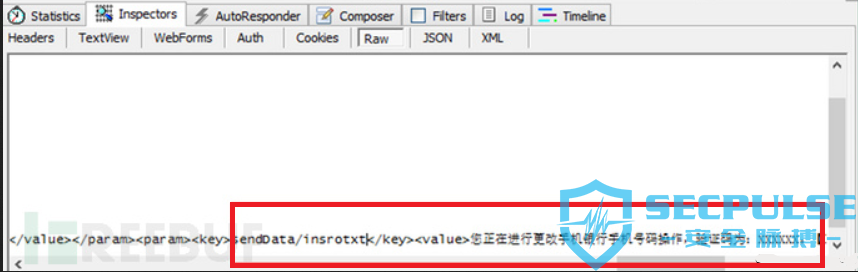 Statistics Inspectors AutoResponder Composer Filters Log Timeline
Headers TextView WebForms Auth Cookies Raw JSON XML
REEBUF
SECPULSE
安全脉搏
</value></param><param><key>sendData/insrotxt</key><value>您正在进行更改手机银行手机号码操作，验证码为：XXXXXX